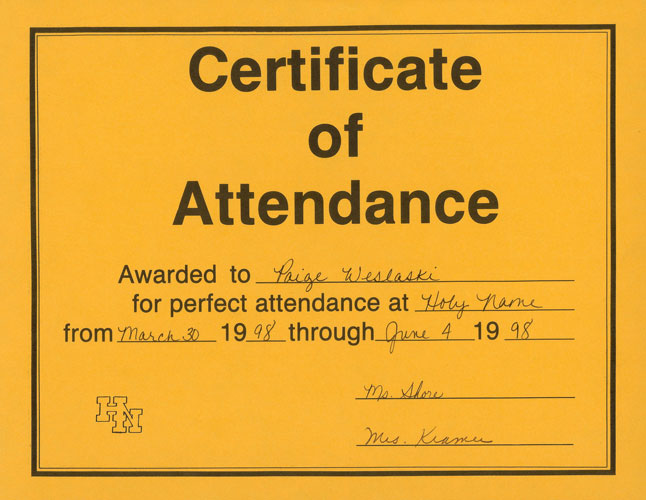 Certificate
of
Attendance
Awarded to Paige Weslaski
for perfect attendance at Holy Name
from March 30 1998 through June 4 1998
Ms. Shore
HN
Mrs. Kramer